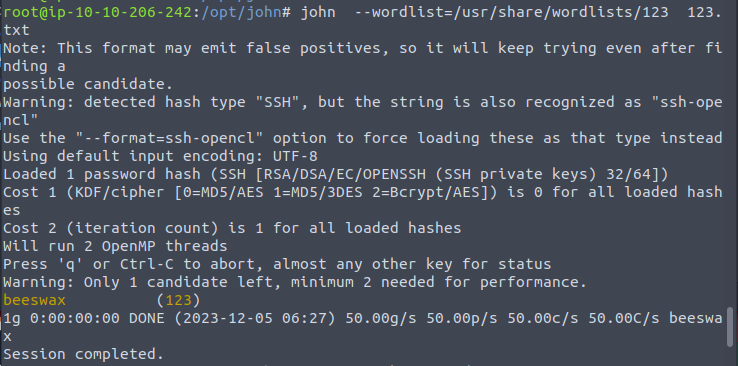 root@ip-10-10-206-242:/opt/john# john  --wordlist=/usr/share/wordlists/123  123.
txt
Note: This format may emit false positives, so it will keep trying even after fi
nding a
possible candidate.
Warning: detected hash type "SSH", but the string is also recognized as "ssh-ope
ncl"
Use the "--format=ssh-opencl" option to force loading these as that type instead
Using default input encoding: UTF-8
Loaded 1 password hash (SSH [RSA/DSA/EC/OPENSSH (SSH private keys) 32/64])
Cost 1 (KDF/cipher [0=MD5/AES 1=MD5/3DES 2=Bcrypt/AES]) is 0 for all loaded hash
es
Cost 2 (iteration count) is 1 for all loaded hashes
Will run 2 OpenMP threads
Press 'q' or Ctrl-C to abort, almost any other key for status
Warning: Only 1 candidate left, minimum 2 needed for performance.
beeswax          (123)
1g 0:00:00:00 DONE (2023-12-05 06:27) 50.00g/s 50.00p/s 50.00c/s 50.00C/s beeswa
x
Session completed.